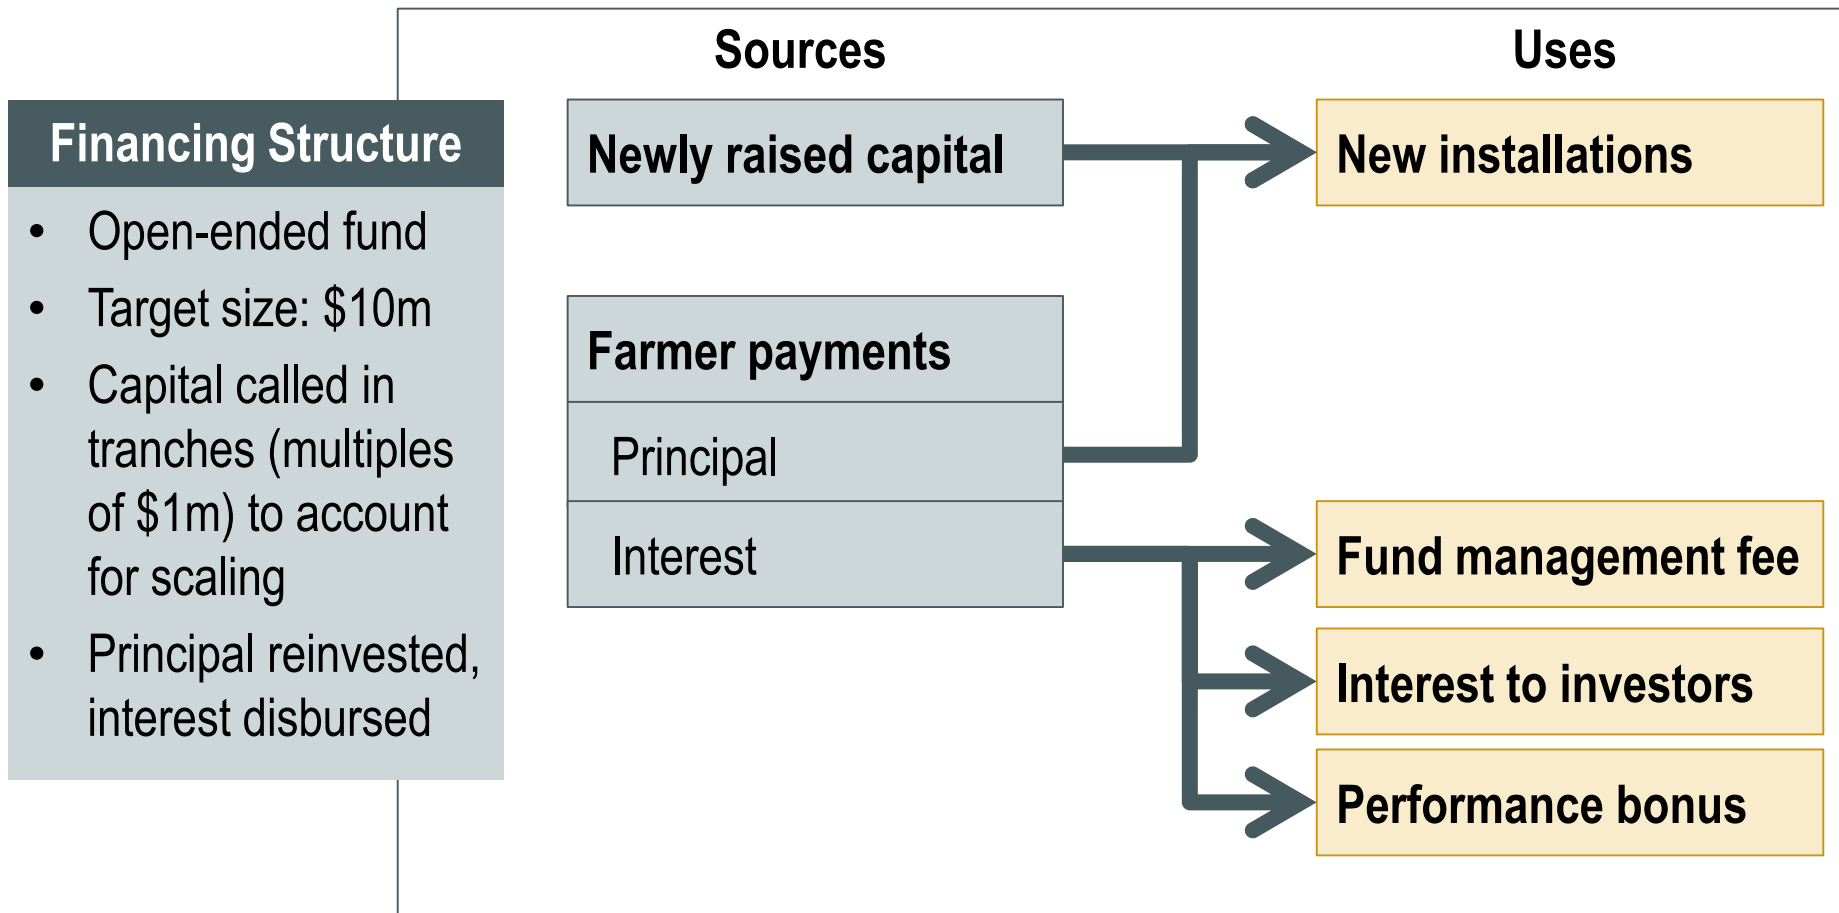 Sources
Uses
Financing Structure
• Open-ended fund
• Target size: $10m
• Capital called in
tranches (multiples
of $1m) to account
for scaling
• Principal reinvested,
interest disbursed
Newly raised capital
Farmer payments
Principal
Interest
New installations
Fund management fee
Interest to investors
Performance bonus